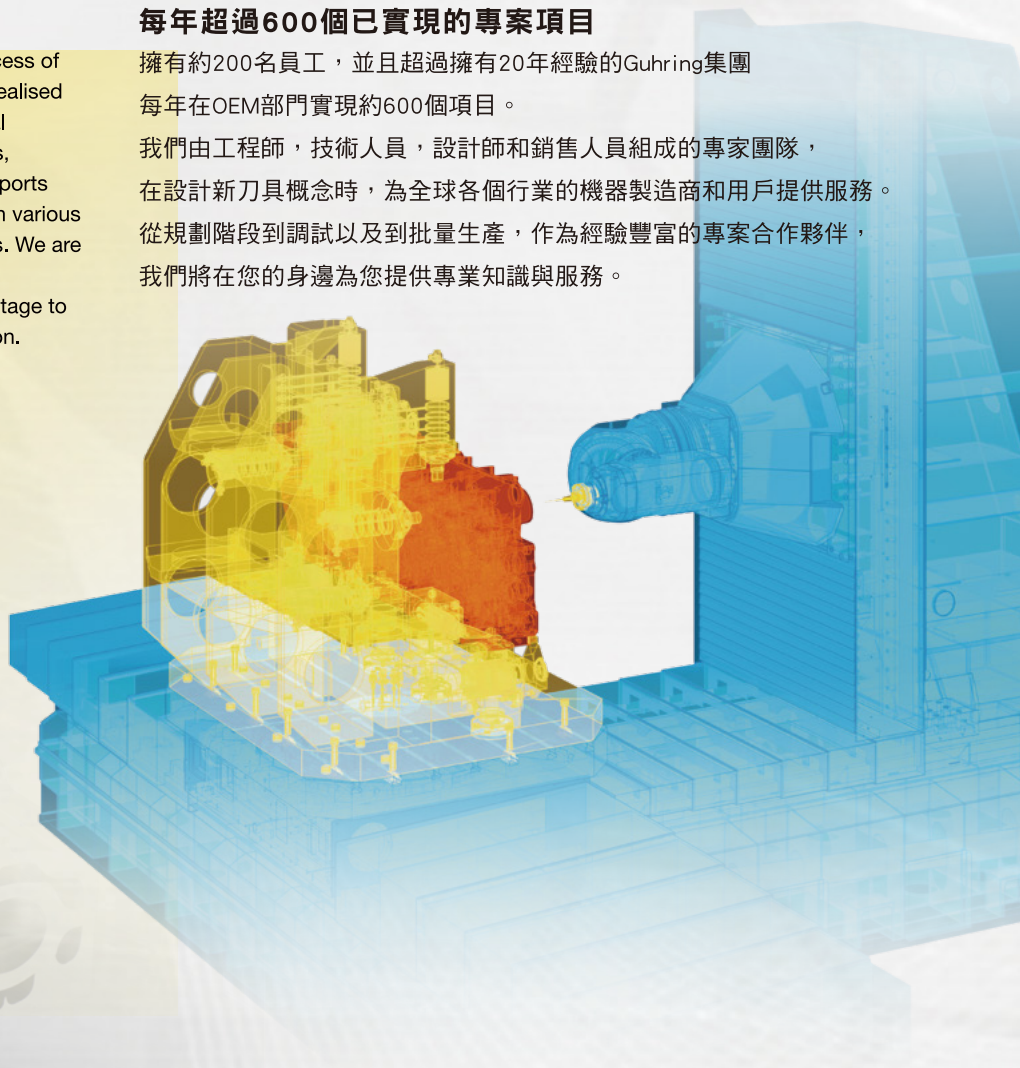 cess of
ealised
l
s,
ports
n various
s. We are
tage to
on.
每年超過600個已實現的專案項目
擁有約200名員工，並且超過擁有20年經驗的Guhring集團
每年在OEM部門實現約600個項目。
我們由工程師，技術人員，設計師和銷售人員組成的專家團隊，
在設計新刀具概念時，為全球各個行業的機器製造商和用戶提供服務。
從規劃階段到調試以及到批量生產，作為經驗豐富的專案合作夥伴，
我們將在您的身邊為您提供專業知識與服務。